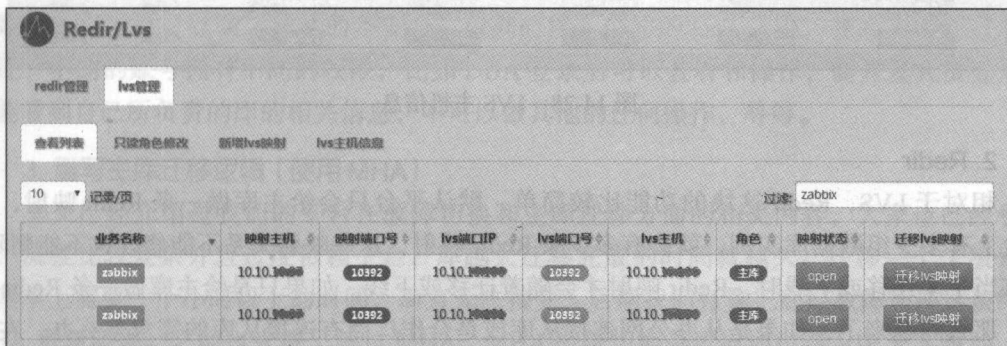 Redir/Lvs
redir管理 lvs管理
查看列表 只读角色修改 新增lvs映射 lvs主机信息
10 记录/页 过滤: zabbix
业务名称 映射主机 映射端口号 lvs端口IP lvs端口号 lvs主机 角色 映射状态 迁移lvs映射
zabbix 10.10. 10392 10.10. 10392 10.10. 主库 open 迁移lvs映射
zabbix 10.10. 10392 10.10. 10392 10.10. 主库 open 迁移lvs映射
2 Redir